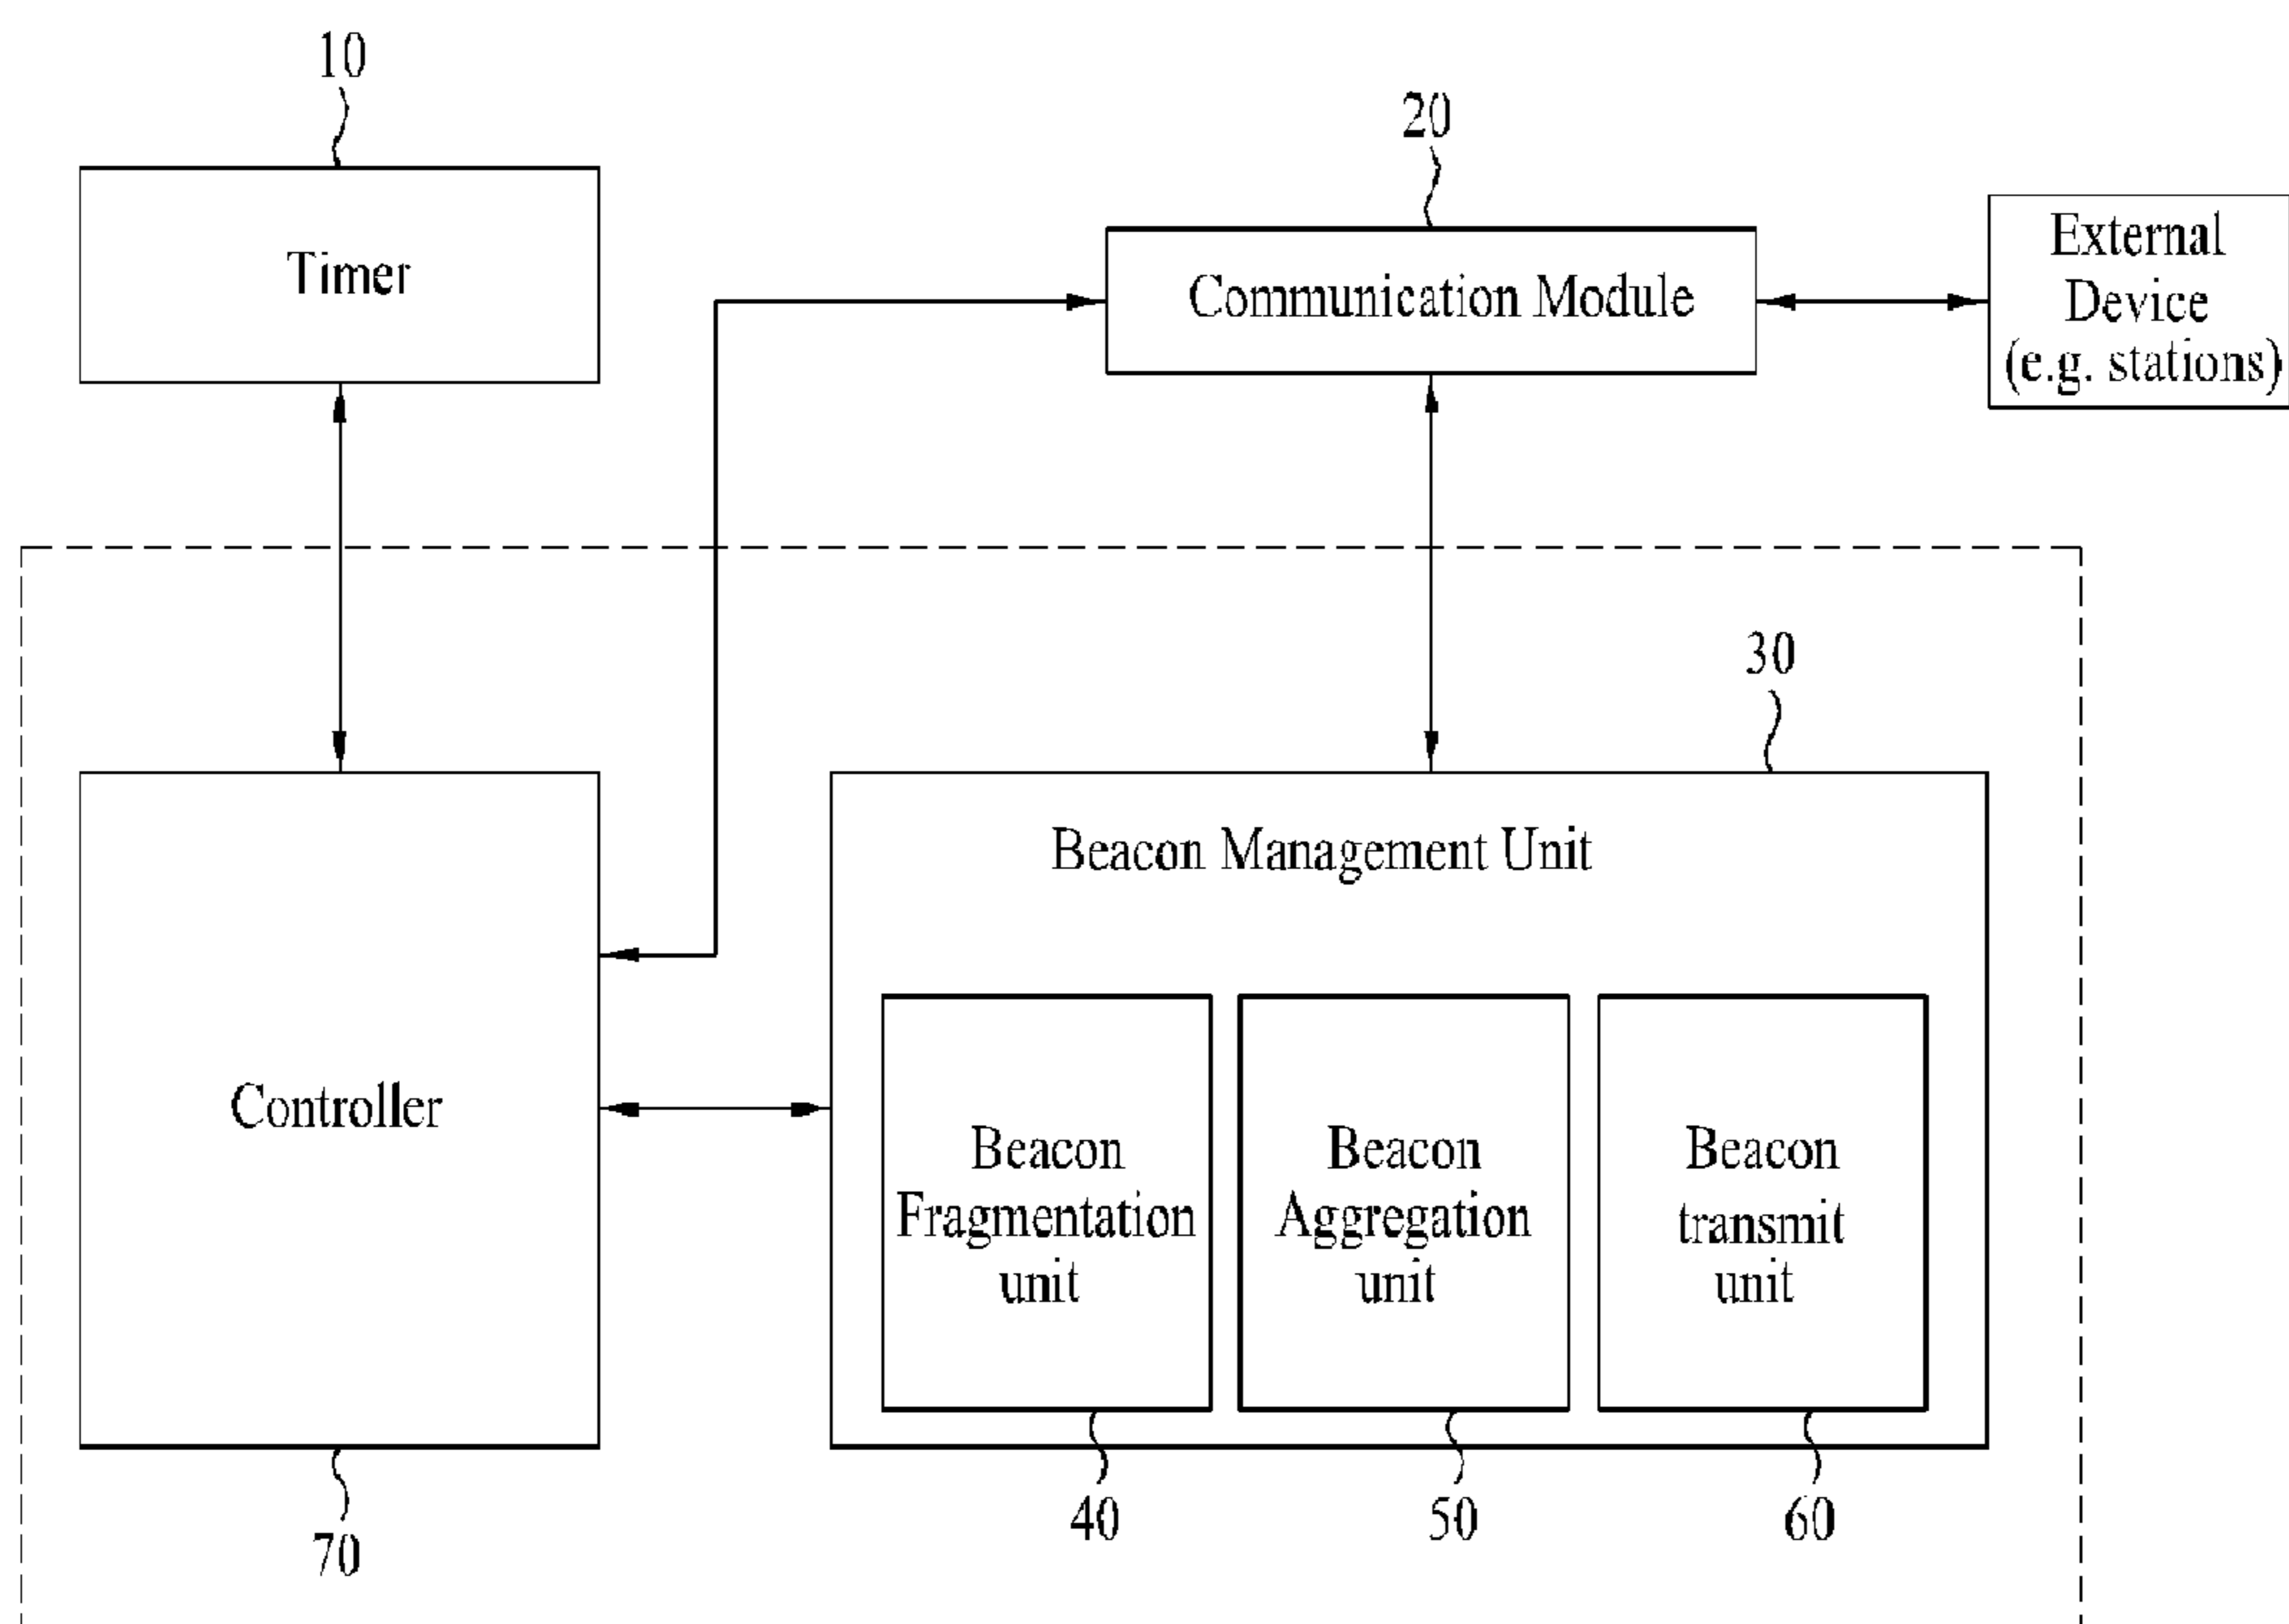 10
20
Timer
Communication Module
External
Device
(e.g. stations)
30
Beacon Management Unit
Controller
Beacon
Fragmentation
unit
Beacon
Aggregation
unit
Beacon
transmit
unit
40
50
60
70